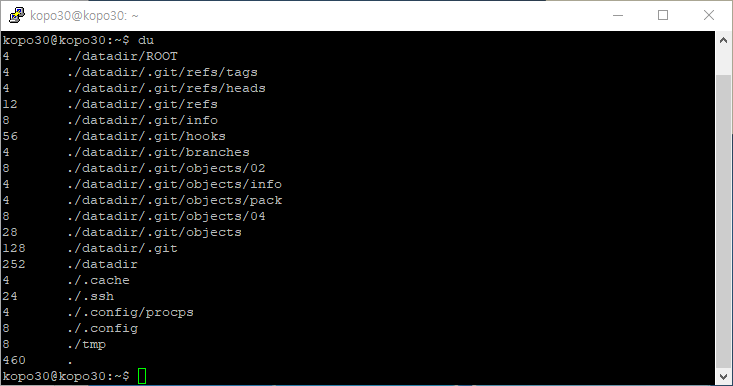 kopo30@kopo30: ~
kopo30@kopo30:~$ du
4       ./datadir/ROOT
4       ./datadir/.git/refs/tags
4       ./datadir/.git/refs/heads
12      ./datadir/.git/refs
8       ./datadir/.git/info
56      ./datadir/.git/hooks
4       ./datadir/.git/branches
8       ./datadir/.git/objects/02
4       ./datadir/.git/objects/info
4       ./datadir/.git/objects/pack
8       ./datadir/.git/objects/04
28      ./datadir/.git/objects
128     ./datadir/.git
252     ./datadir
4       ./.cache
24      ./.ssh
4       ./.config/procps
8       ./.config
8       ./tmp
460     .
kopo30@kopo30:~$